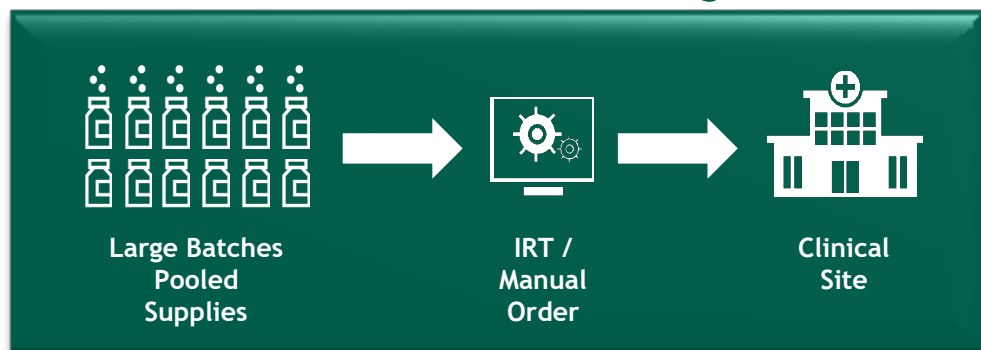 Large Batches
Pooled
Supplies
IRT /
Manual
Order
Clinical
Site